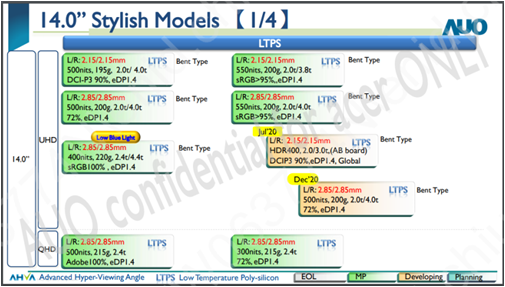 14.0” Stylish Models 【1/4】
AUO
LTPS
14.0”
UHD
L/R: 2.15/2.15mm LTPS
500nits, 195g, 2.0t/ 4.0t
DCI-P3 90%, eDP1.4
Bent Type
L/R: 2.15/2.15mm LTPS
550nits, 200g, 2.0t/3.8t
sRGB>95%,,eDP1.4
Bent Type
L/R: 2.85/2.85mm LTPS
500nits, 200g, 2.0t/4.0t
72%, eDP1.4
Bent Type
L/R: 2.85/2.85mm LTPS
550nits, 200g, 2.0t/4.0t
sRGB>95%, eDP1.4
Bent Type
Low Blue Light
L/R: 2.85/2.85mm LTPS
400nits, 220g, 2.4t/4.4t
sRGB100% , eDP1.4
Bent Type
Jul’20
L/R: 2.15/2.15mm LTPS
HDR400, 2.0/3.0t,(AB board)
DCIP3 90%,eDP1.4, Global
Bent Type
Dec’20
L/R: 2.85/2.85mm LTPS
500nits, 200g, 2.0t/4.0t
72%, eDP1.4
Bent Type
QHD
L/R: 2.85/2.85mm LTPS
500nits, 215g, 2.4t
Adobe100%, eDP1.4
L/R: 2.85/2.85mm LTPS
300nits, 215g, 2.4t
72%, eDP1.4
AHVA Advanced Hyper-Viewing Angle LTPS Low Temperature Poly-silicon EOL MP Developing Planning
AUO confidential
ONLY